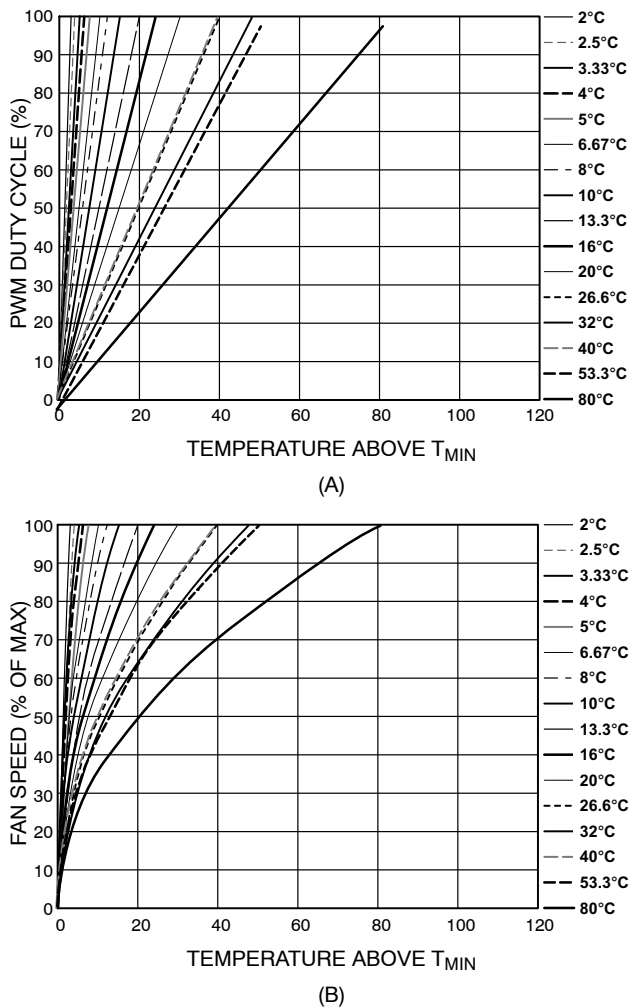 100
90
80
70
60
50
40
30
20
10
0
PWM DUTY CYCLE (%)
0 20 40 60 80 100 120
TEMPERATURE ABOVE TMIN
(A)
2°C
2.5°C
3.33°C
4°C
5°C
6.67°C
8°C
10°C
13.3°C
16°C
20°C
26.6°C
32°C
40°C
53.3°C
80°C
100
90
80
70
60
50
40
30
20
10
0
FAN SPEED (% OF MAX)
0 20 40 60 80 100 120
TEMPERATURE ABOVE TMIN
(B)
2°C
2.5°C
3.33°C
4°C
5°C
6.67°C
8°C
10°C
13.3°C
16°C
20°C
26.6°C
32°C
40°C
53.3°C
80°C